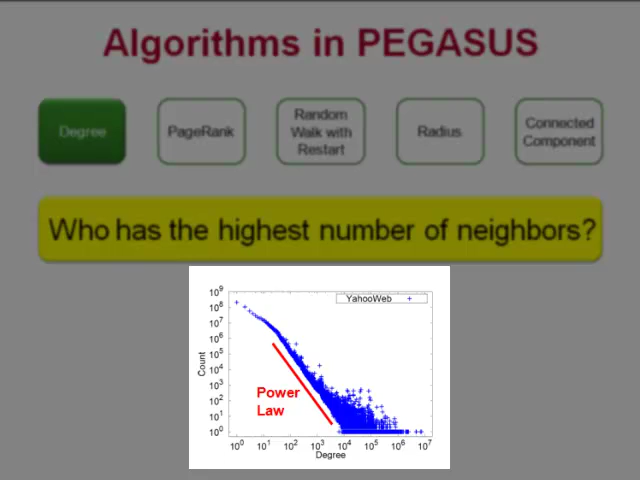 Algorithms in PEGASUS
Degree
PageRank
Random
Walk with
Restart
Radius
Connected
Component
Who has the highest number of neighbors?
10^9
10^8
10^7
10^6
10^5
10^4
10^3
10^2
10^1
10^0
Count
YahooWeb
Power
Law
10^0 10^1 10^2 10^3 10^4 10^5 10^6 10^7
Degree